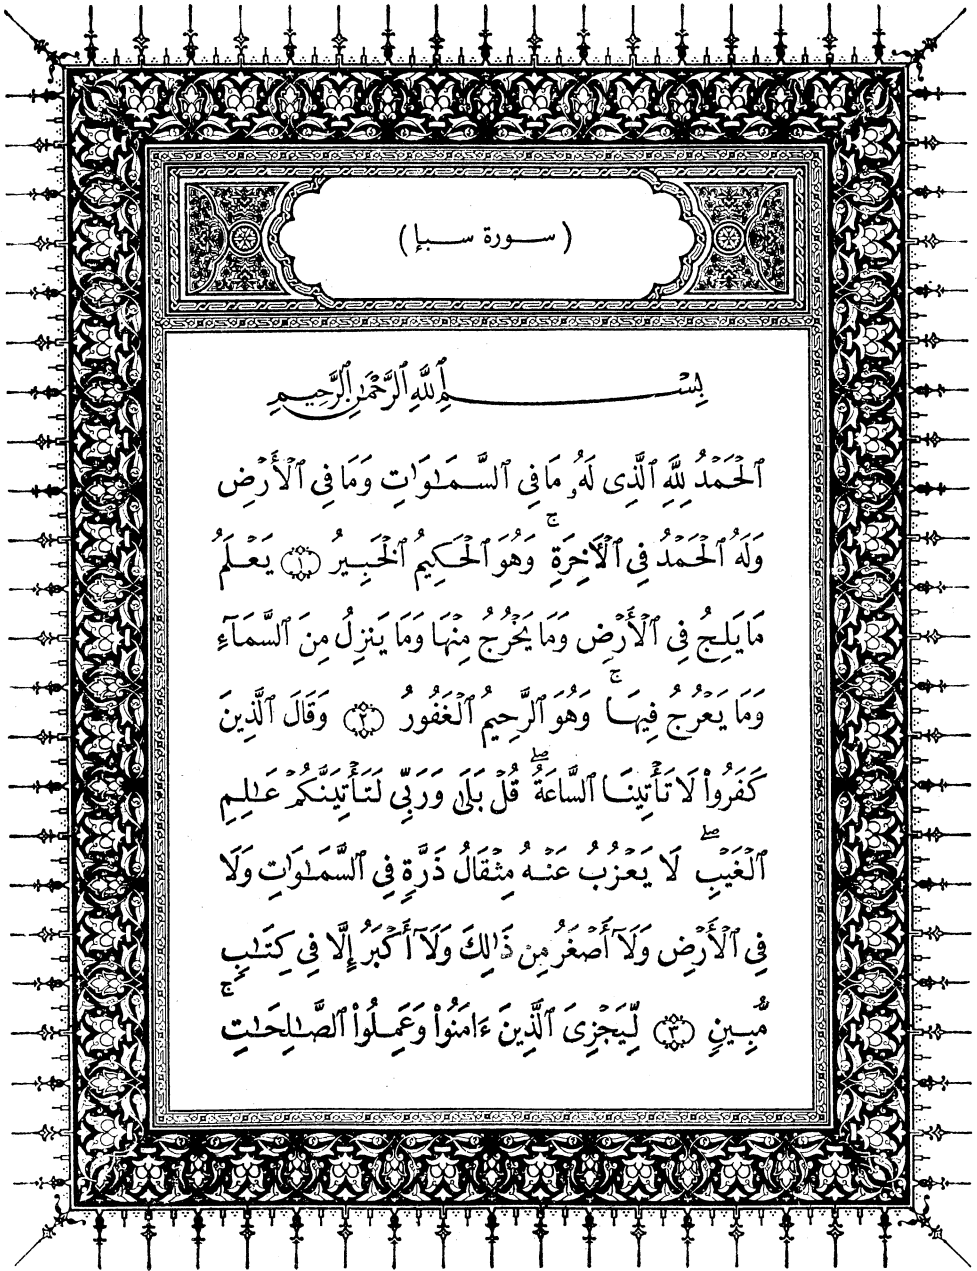 ( سورة سبإ )
بِسْمِ ٱللَّهِ ٱلرَّحْمَٰنِ ٱلرَّحِيمِ
ٱلْحَمْدُ لِلَّهِ ٱلَّذِى لَهُۥ مَا فِى ٱلسَّمَٰوَٰتِ وَمَا فِى ٱلْأَرْضِ
وَلَهُ ٱلْحَمْدُ فِى ٱلْءَاخِرَةِ ۚ وَهُوَ ٱلْحَكِيمُ ٱلْخَبِيرُ ﴿١﴾ يَعْلَمُ
مَا يَلِجُ فِى ٱلْأَرْضِ وَمَا يَخْرُجُ مِنْهَا وَمَا يَنزِلُ مِنَ ٱلسَّمَآءِ
وَمَا يَعْرُجُ فِيهَا ۚ وَهُوَ ٱلرَّحِيمُ ٱلْغَفُورُ ﴿٢﴾ وَقَالَ ٱلَّذِينَ
كَفَرُوا۟ لَا تَأْتِينَا ٱلسَّاعَةُ ۖ قُلْ بَلَىٰ وَرَبِّى لَتَأْتِيَنَّكُمْ عَٰلِمِ
ٱلْغَيْبِ ۖ لَا يَعْزُبُ عَنْهُ مِثْقَالُ ذَرَّةٍ فِى ٱلسَّمَٰوَٰتِ وَلَا
فِى ٱلْأَرْضِ وَلَآ أَصْغَرُ مِن ذَٰلِكَ وَلَآ أَكْبَرُ إِلَّا فِى كِتَٰبٍ
مُّبِينٍ ﴿٣﴾ لِّيَجْزِىَ ٱلَّذِينَ ءَامَنُوا۟ وَعَمِلُوا۟ ٱلصَّٰلِحَٰتِ ۚ